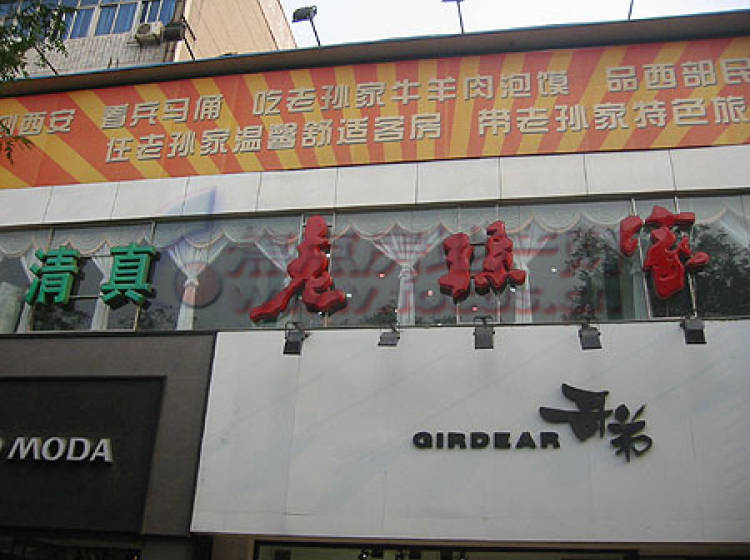 到西安 看兵马俑 吃老孙家牛羊肉泡馍 品西部民
住老孙家温馨舒适客房 带老孙家特色旅
清真 老孙家
MODA
GIRDEAR 哥弟